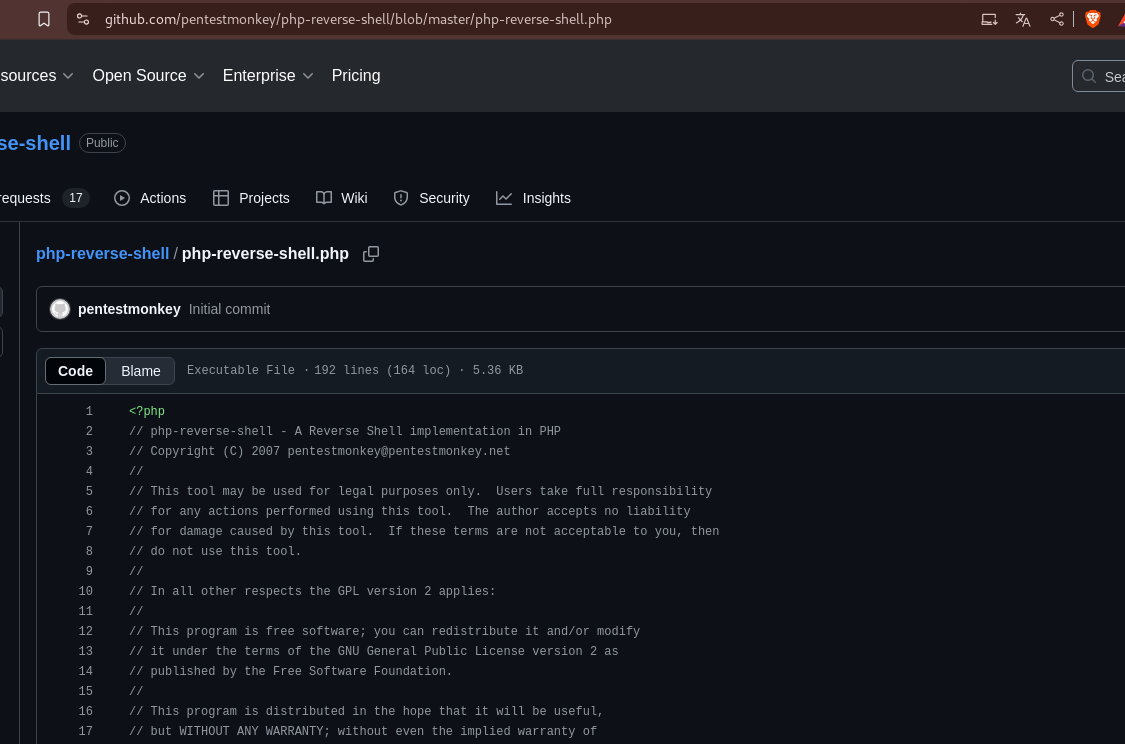 github.com/pentestmonkey/php-reverse-shell/blob/master/php-reverse-shell.php
sources Open Source Enterprise Pricing Sea
se-shell Public
requests 17 Actions Projects Wiki Security Insights
php-reverse-shell / php-reverse-shell.php
pentestmonkey Initial commit
Code Blame Executable File · 192 lines (164 loc) · 5.36 KB
1 <?php
2 // php-reverse-shell - A Reverse Shell implementation in PHP
3 // Copyright (C) 2007 pentestmonkey@pentestmonkey.net
4 //
5 // This tool may be used for legal purposes only.  Users take full responsibility
6 // for any actions performed using this tool.  The author accepts no liability
7 // for damage caused by this tool.  If these terms are not acceptable to you, then
8 // do not use this tool.
9 //
10 // In all other respects the GPL version 2 applies:
11 //
12 // This program is free software; you can redistribute it and/or modify
13 // it under the terms of the GNU General Public License version 2 as
14 // published by the Free Software Foundation.
15 //
16 // This program is distributed in the hope that it will be useful,
17 // but WITHOUT ANY WARRANTY; without even the implied warranty of